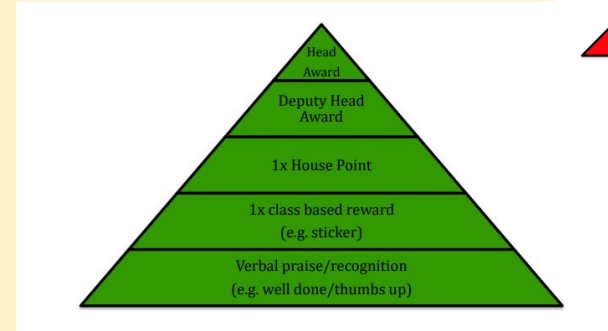 Head
Award
Deputy Head
Award
1x House Point
1x class based reward
(e.g. sticker)
Verbal praise/recognition
(e.g. well done/thumbs up)